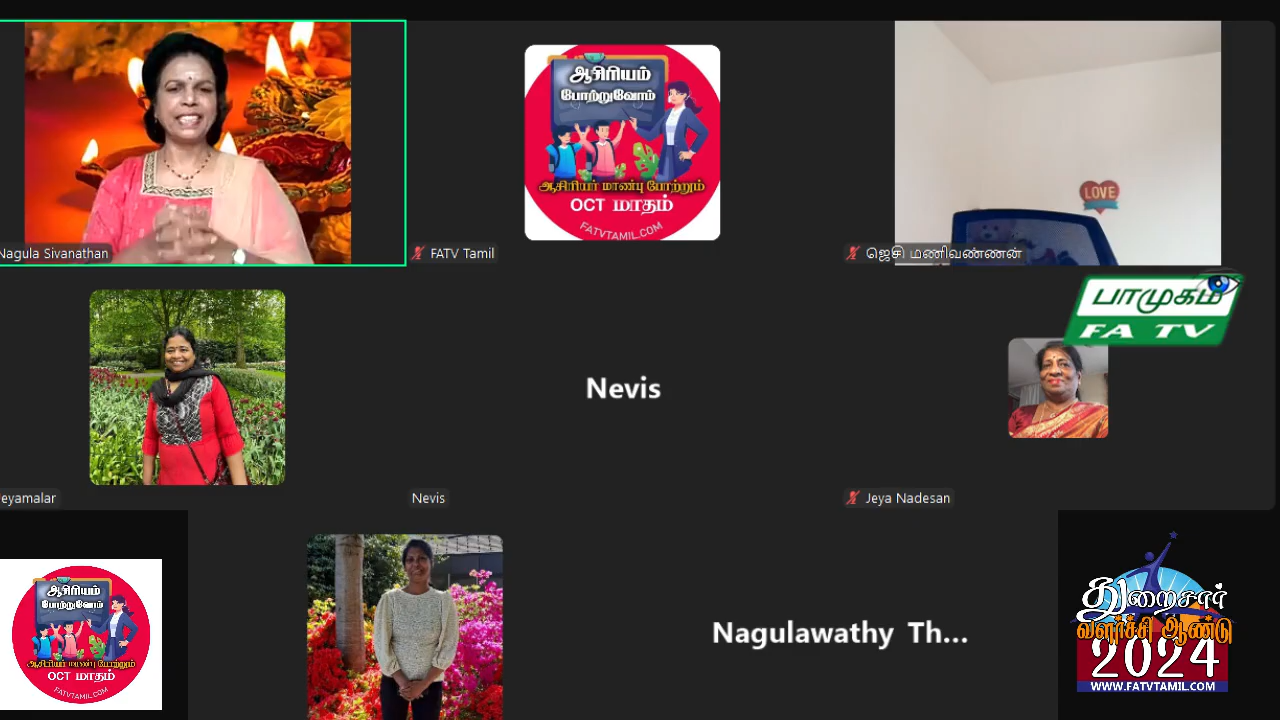 ஆசிரியம்
போற்றுவோம்
ஆசிரியர் மாண்பு போற்றும்
OCT மாதம்
FATVTAMIL.COM
LOVE
Nagula Sivanathan
FATV Tamil
ஜெசி மணிவண்ணன்
பாமுகம்
FA TV
Nevis
eyamalar
Nevis
Jeya Nadesan
ஆசிரியம்
போற்றுவோம்
ஆசிரியர் மாண்பு போற்றும்
OCT மாதம்
FATVTAMIL.COM
Nagulawathy Th...
துறைசார்
வளர்ச்சி ஆண்டு
2024
WWW.FATVTAMIL.COM